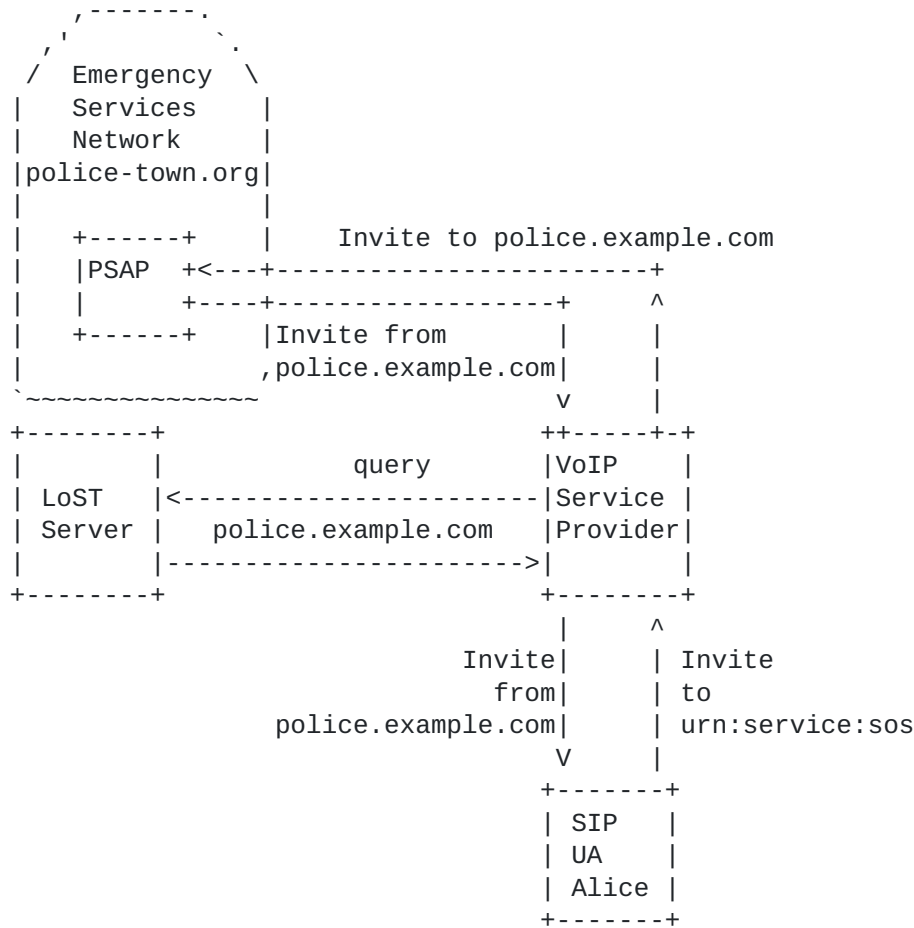 Emergency
Services
Network
police-town.org
Invite to police.example.com
PSAP
Invite from
police.example.com
query
VoIP
LoST
Service
Server
police.example.com
Provider
Invite
Invite
from
to
police.example.com
urn:service:sos
SIP
UA
Alice